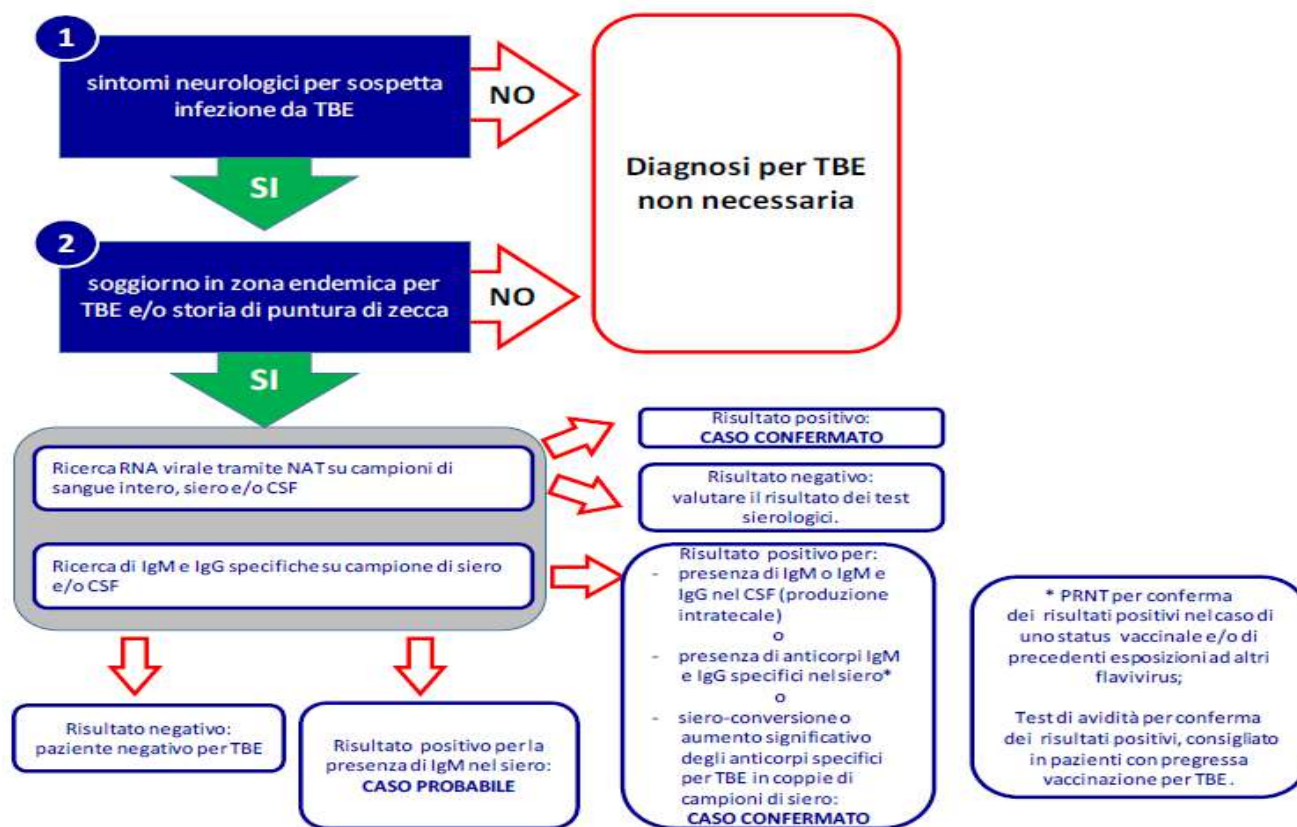 1
sintomi neurologici per sospetta
infezione da TBE
NO
SI
Diagnosi per TBE
non necessaria
2
soggiorno in zona endemica per
TBE e/o storia di puntura di zecca
NO
SI
Ricerca RNA virale tramite NAT su campioni di
sangue intero, siero e/o CSF
Ricerca di IgM e IgG specifiche su campione di siero
e/o CSF
Risultato positivo:
CASO CONFERMATO
Risultato negativo:
valutare il risultato dei test
sierologici.
Risultato positivo per:
- presenza di IgM o IgM e
IgG nel CSF (produzione
intratecale)
o
- presenza di anticorpi IgM
e IgG specifici nel siero*
o
- siero-conversione o
aumento significativo
degli anticorpi specifici
per TBE in coppie di
campioni di siero:
CASO CONFERMATO
* PRNT per conferma
dei risultati positivi nel caso di
uno status vaccinale e/o di
precedenti esposizioni ad altri
flavivirus;
Test di avidità per conferma
dei risultati positivi, consigliato
in pazienti con pregressa
vaccinazione per TBE.
Risultato negativo:
paziente negativo per TBE
Risultato positivo per la
presenza di IgM nel siero:
CASO PROBABILE